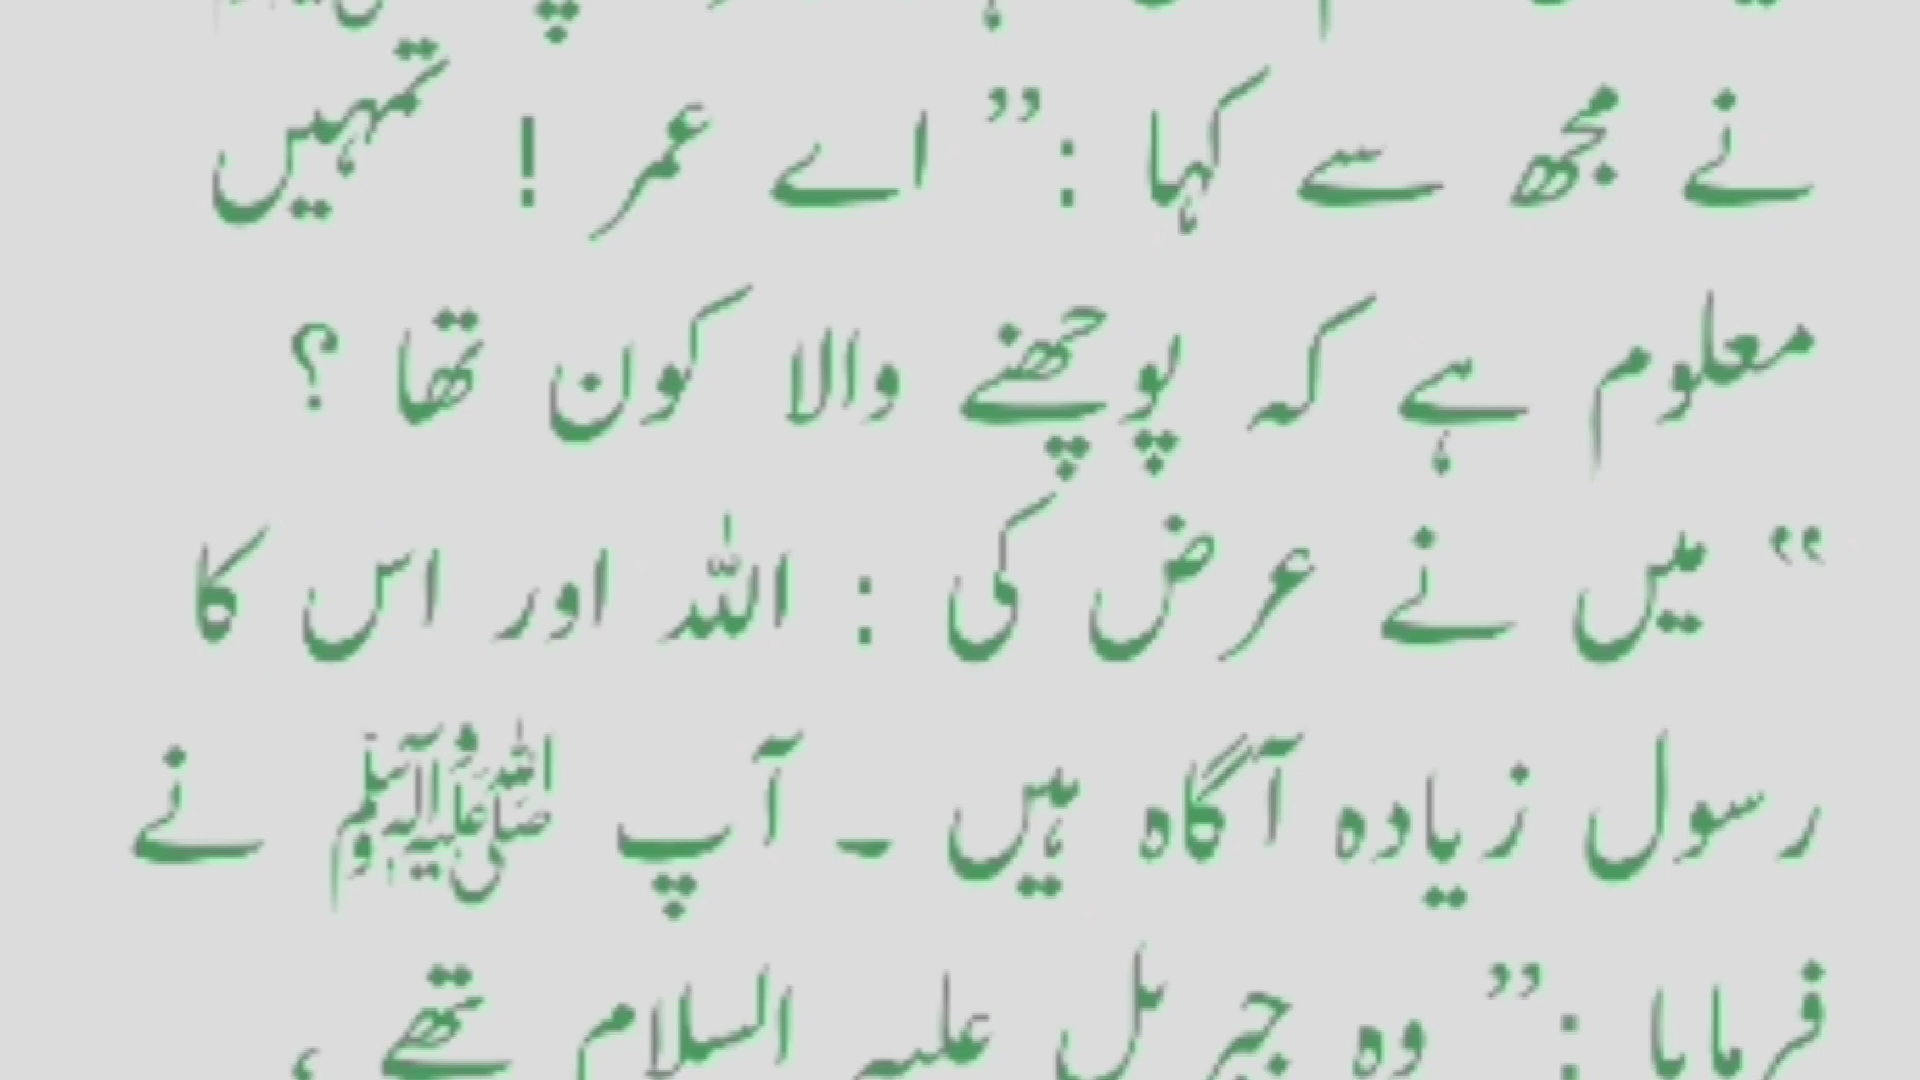 نے مجھ سے کہا :” اے عمر ! تمہیں
معلوم ہے کہ پوچھنے والا کون تھا ؟
“ میں نے عرض کی : اللہ اور اس کا
رسول زیادہ آگاہ ہیں ۔ آپ ﷺ نے
فرمایا :” وہ جبریل علیہ السلام تھے ،